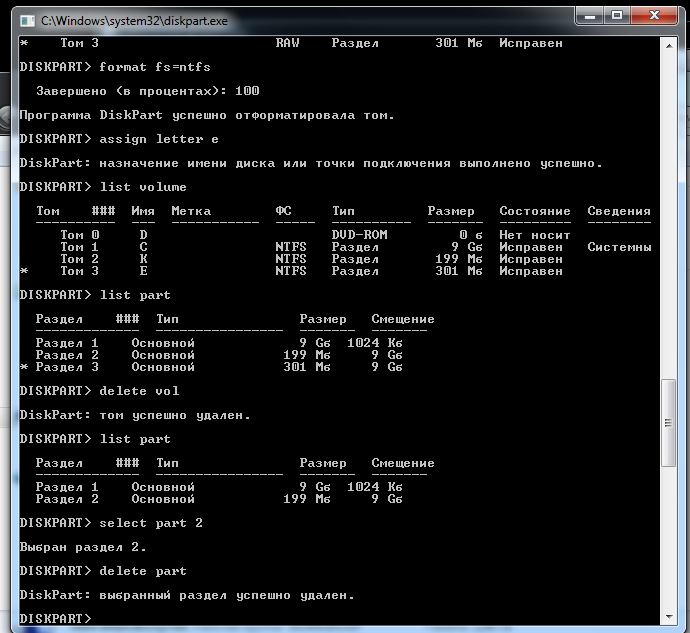 C:\Windows\system32\diskpart.exe
* Том 3 RAW Раздел 301 Мб Исправен
DISKPART> format fs=ntfs
Завершено (в процентах): 100
Программа DiskPart успешно отформатировала том.
DISKPART> assign letter e
DiskPart: назначение имени диска или точки подключения выполнено успешно.
DISKPART> list volume
Том ### Имя Метка ФС Тип Размер Состояние Сведения
Том 0 D DVD-ROM 0 б Нет носит
Том 1 C NTFS Раздел 9 Gб Исправен Системны
Том 2 K NTFS Раздел 199 Мб Исправен
* Том 3 E NTFS Раздел 301 Мб Исправен
DISKPART> list part
Раздел ### Тип Размер Смещение
Раздел 1 Основной 9 Gб 1024 Кб
Раздел 2 Основной 199 Мб 9 Gб
* Раздел 3 Основной 301 Мб 9 Gб
DISKPART> delete vol
DiskPart: том успешно удален.
DISKPART> list part
Раздел ### Тип Размер Смещение
Раздел 1 Основной 9 Gб 1024 Кб
Раздел 2 Основной 199 Мб 9 Gб
DISKPART> select part 2
Выбран раздел 2.
DISKPART> delete part
DiskPart: выбранный раздел успешно удален.
DISKPART>